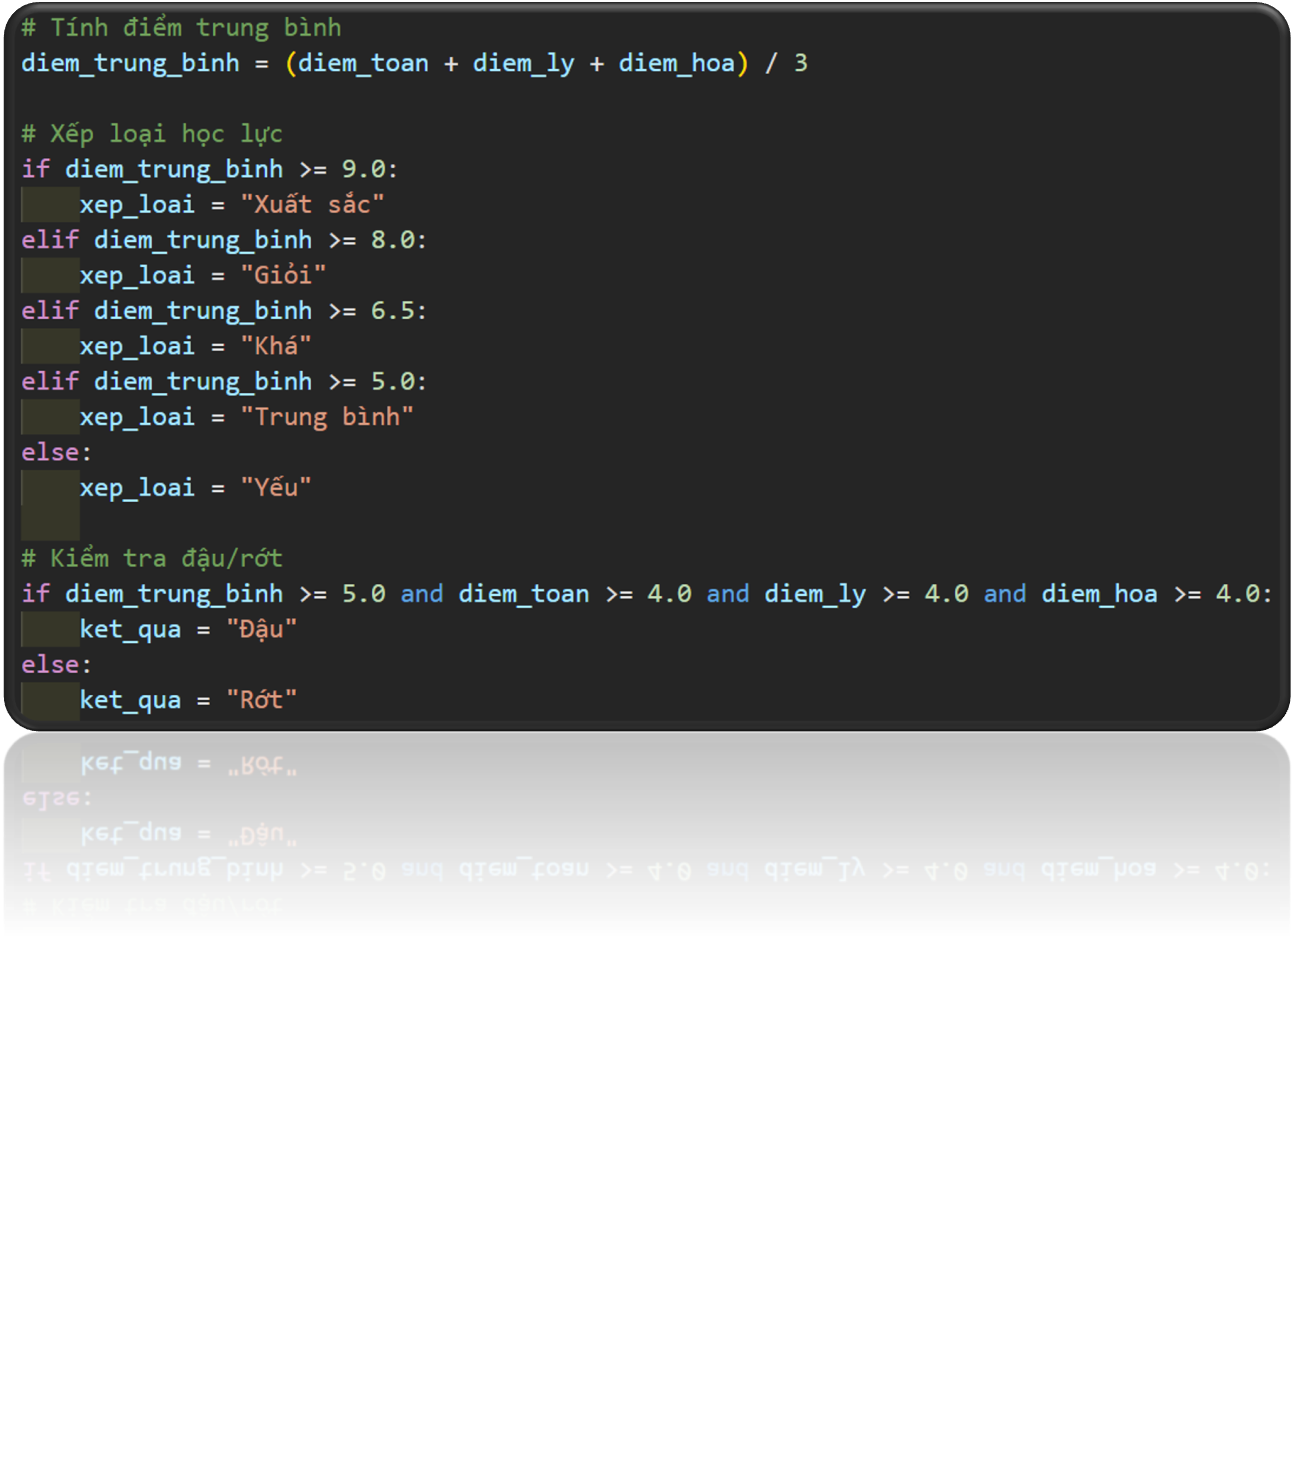 # Tính điểm trung bình
diem_trung_binh = (diem_toan + diem_ly + diem_hoa) / 3
# Xếp loại học lực
if diem_trung_binh >= 9.0:
    xep_loai = "Xuất sắc"
elif diem_trung_binh >= 8.0:
    xep_loai = "Giỏi"
elif diem_trung_binh >= 6.5:
    xep_loai = "Khá"
elif diem_trung_binh >= 5.0:
    xep_loai = "Trung bình"
else:
    xep_loai = "Yếu"
# Kiểm tra đậu/rớt
if diem_trung_binh >= 5.0 and diem_toan >= 4.0 and diem_ly >= 4.0 and diem_hoa >= 4.0:
    ket_qua = "Đậu"
else:
    ket_qua = "Rớt"